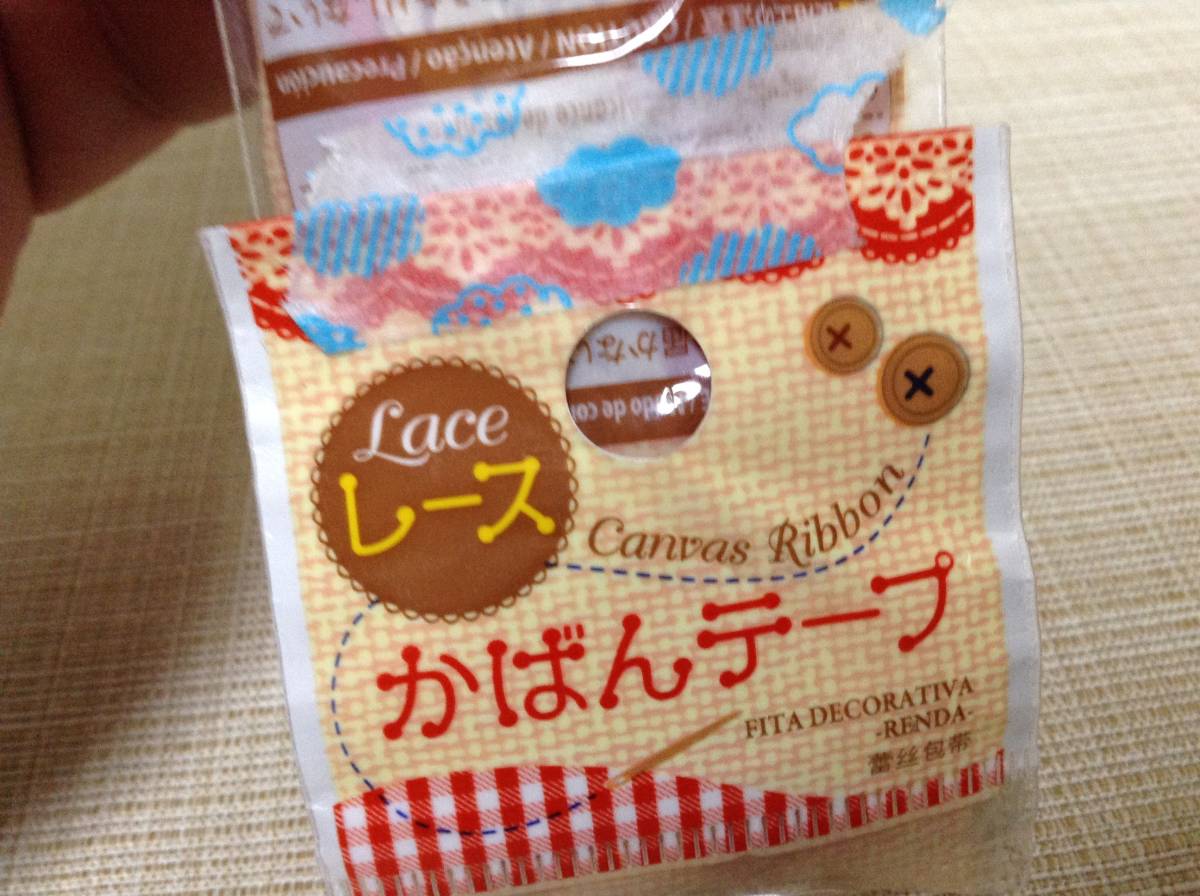 CAUTION / Atenção / Precaución
Lace
レース
Canvas Ribbon
かばんテープ
FITA DECORATIVA
-RENDA-
蕾丝包带